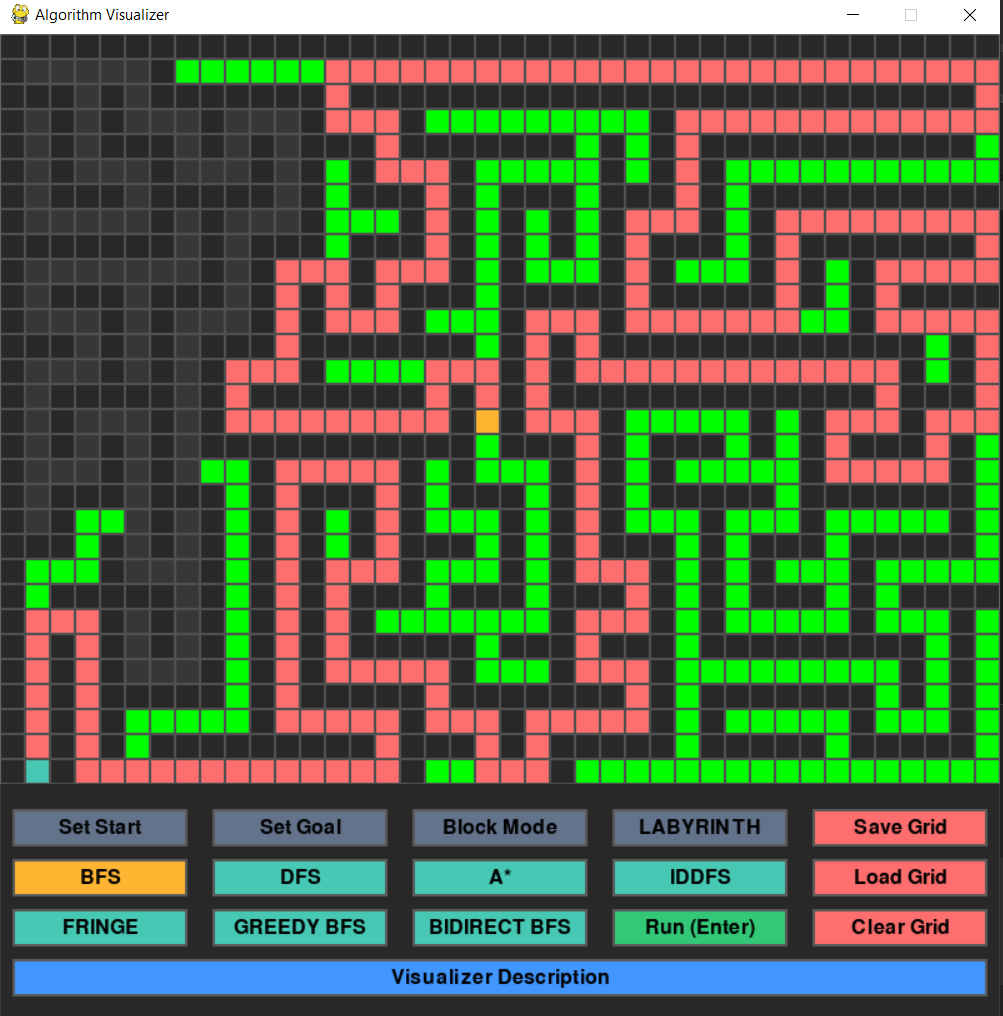 Algorithm Visualizer
Set Start
Set Goal
Block Mode
LABYRINTH
Save Grid
BFS
DFS
A*
IDDFS
Load Grid
FRINGE
GREEDY BFS
BIDIRECT BFS
Run (Enter)
Clear Grid
Visualizer Description